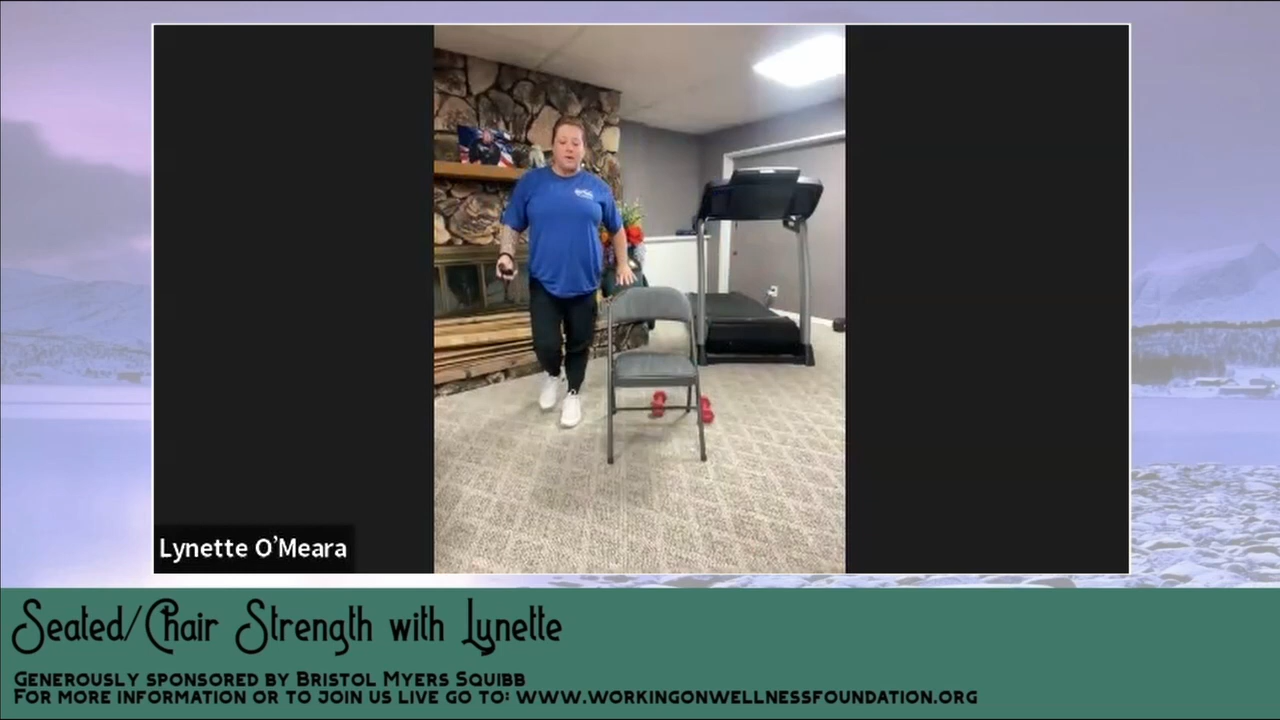 Lynette O'Meara
Seated/Chair Strength with Lynette
Generously sponsored by Bristol Myers Squibb
For more information or to join us live go to: www.workingonwellnessfoundation.org